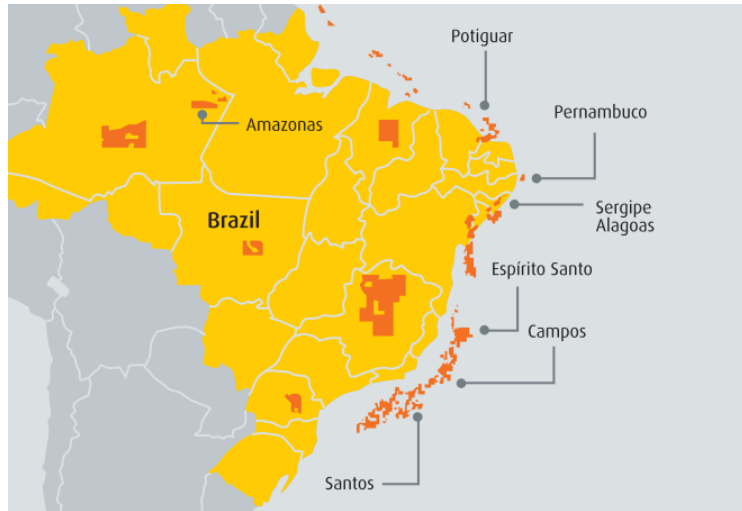 Potiguar
Pernambuco
Amazonas
Sergipe
Alagoas
Brazil
Espírito Santo
Campos
Santos